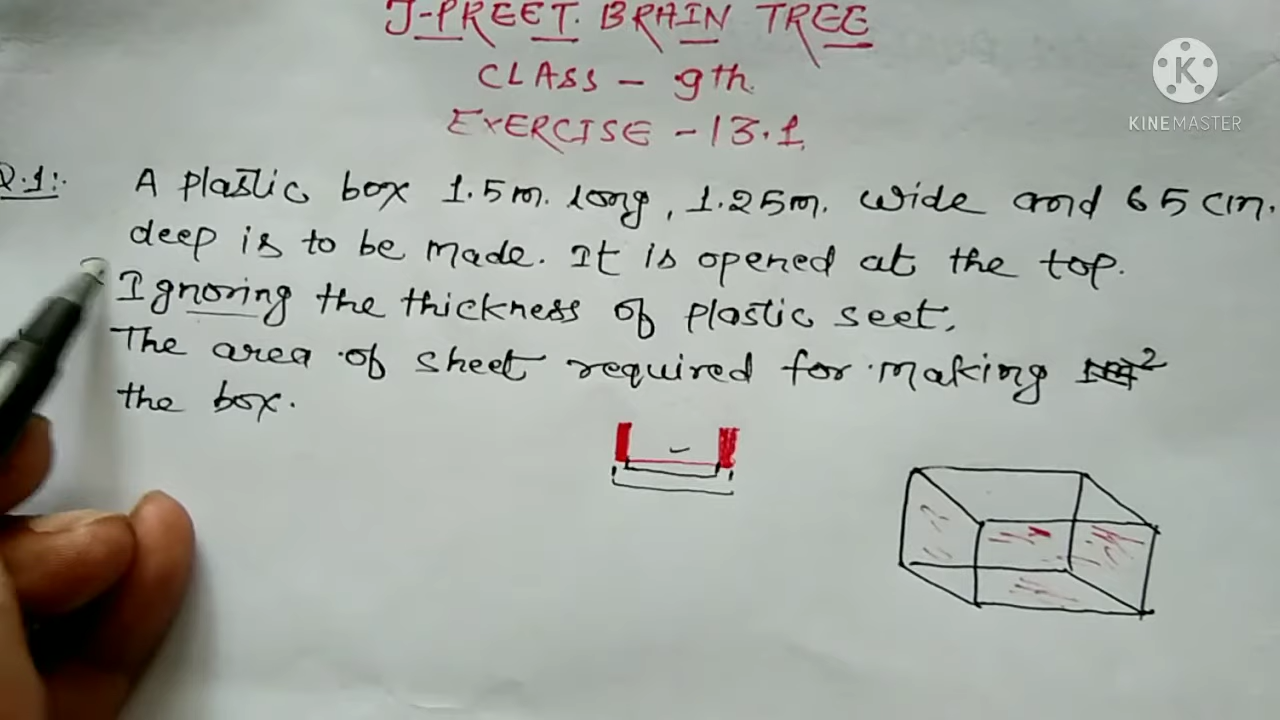 J-PREET. BRAIN TREE
CLASS - 9th.
EXERCISE - 13.1
K
KINEMASTER
Q.1:. A plastic box 1.5m. long, 1.25m. wide and 65 cm.
deep is to be made. It is opened at the top.
Ignoring the thickness of plastic seet.
The area of sheet required for making 2
the box.